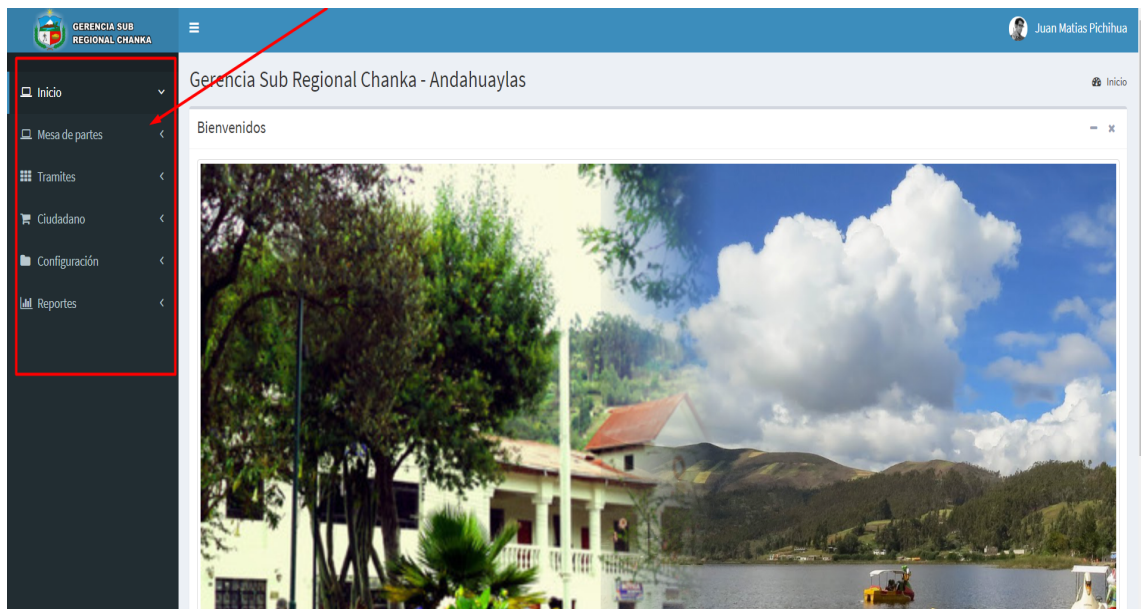 GERENCIA SUB
REGIONAL CHANKA
Juan Matias Pichihua
Gerencia Sub Regional Chanka - Andahuaylas
Inicio
Bienvenidos
Inicio
Mesa de partes
Tramites
Ciudadano
Configuración
Reportes